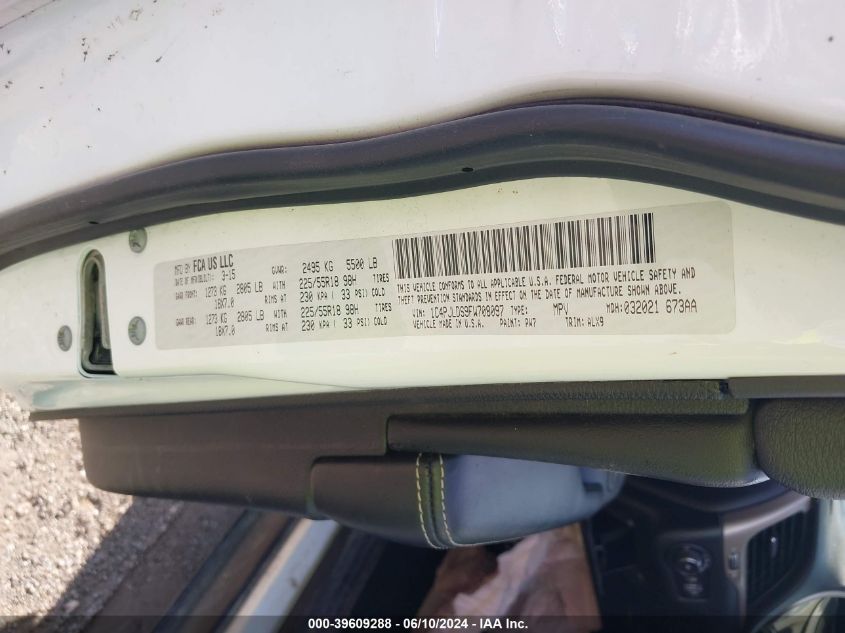 MFD BY: FCA US LLC
DATE OF MFR(BUILT): 3-15 GVWR: 2495 KG 5500 LB
GAWR FRONT: 1273 KG 2805 LB WITH 225/55R18 98H TIRES
18X7.0 RIMS AT 230 KPA ( 33 PSI) COLD
GAWR REAR: 1273 KG 2805 LB WITH 225/55R18 98H TIRES
18X7.0 RIMS AT 230 KPA ( 33 PSI) COLD
THIS VEHICLE CONFORMS TO ALL APPLICABLE U.S.A. FEDERAL MOTOR VEHICLE SAFETY AND
THEFT PREVENTION STANDARDS IN EFFECT ON THE DATE OF MANUFACTURE SHOWN ABOVE.
VIN: 1C4PJLDS9FW709097 TYPE: MPV MDH: 032021 673AA
VEHICLE MADE IN U.S.A. PAINT: PW7 TRIM: ALX9
000-39609288 - 06/10/2024 - IAA Inc.